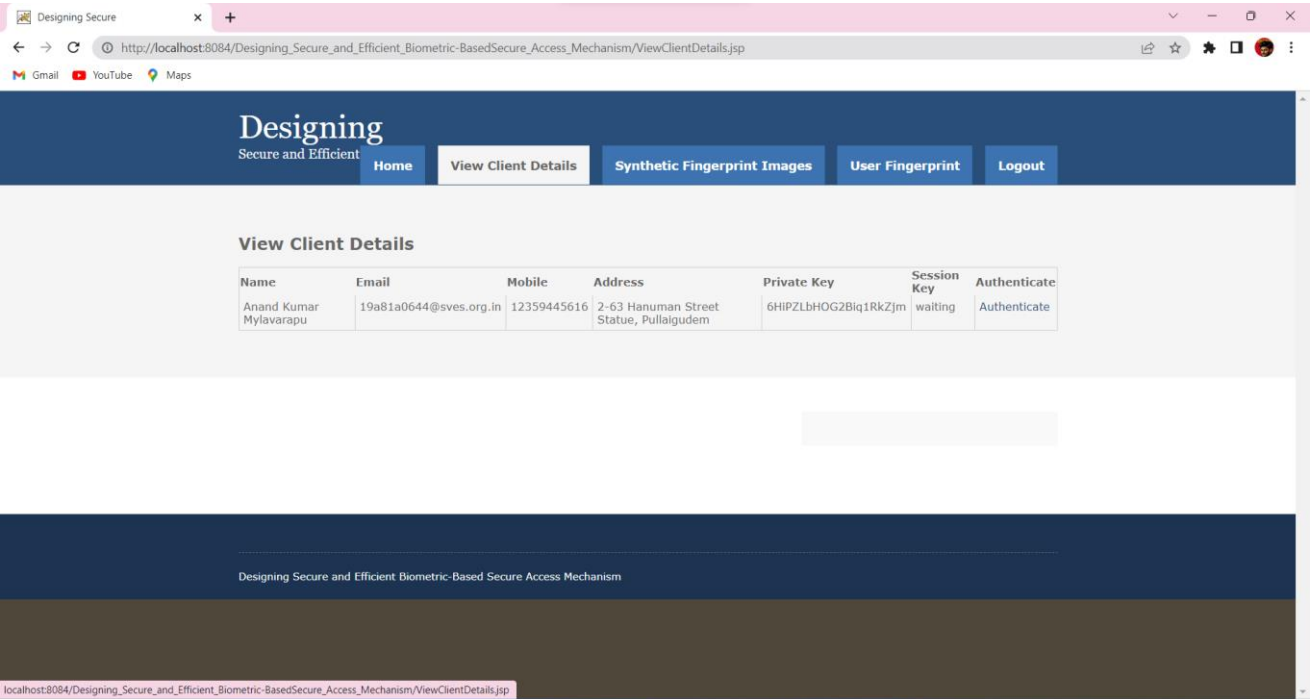 Designing Secure
http://localhost:8084/Designing_Secure_and_Efficient_Biometric-BasedSecure_Access_Mechanism/ViewClientDetails.jsp
Gmail YouTube Maps
Designing
Secure and Efficient
Home View Client Details Synthetic Fingerprint Images User Fingerprint Logout
View Client Details
Name Email Mobile Address Private Key Session Key Authenticate
Anand Kumar 19a81a0644@sves.org.in 12359445616 2-63 Hanuman Street 6HiPZLbHOG2Biq1RkZjm waiting Authenticate
Mylavarapu Statue, Pullaigudem
Designing Secure and Efficient Biometric-Based Secure Access Mechanism
localhost:8084/Designing_Secure_and_Efficient_Biometric-BasedSecure_Access_Mechanism/ViewClientDetails.jsp